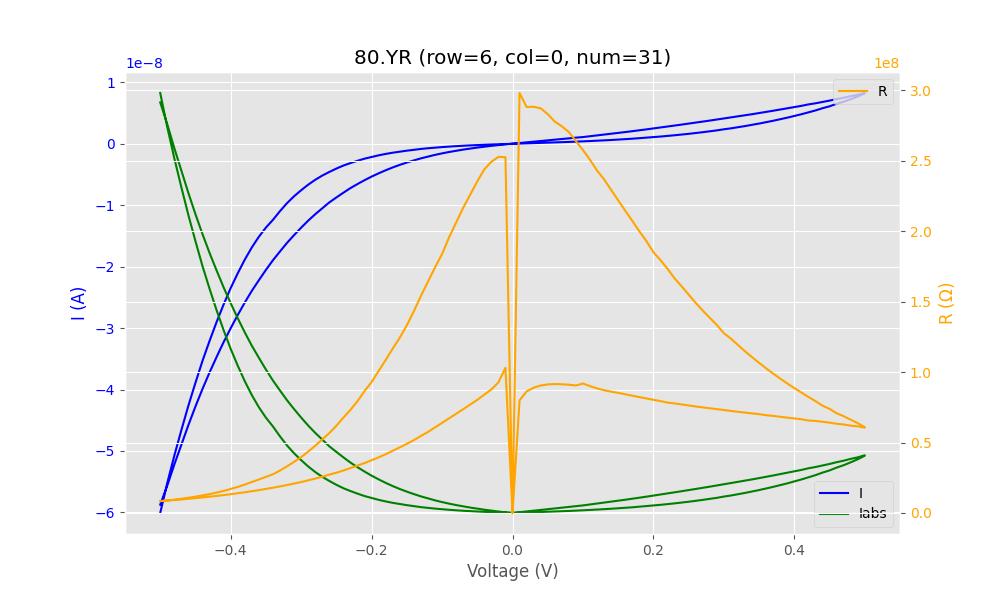 80.YR (row=6, col=0, num=31)
1e−8
1e8
1
0
−1
−2
−3
−4
−5
−6
I (A)
3.0
2.5
2.0
1.5
1.0
0.5
0.0
R (Ω)
R
I
Iabs
−0.4
−0.2
0.0
0.2
0.4
Voltage (V)